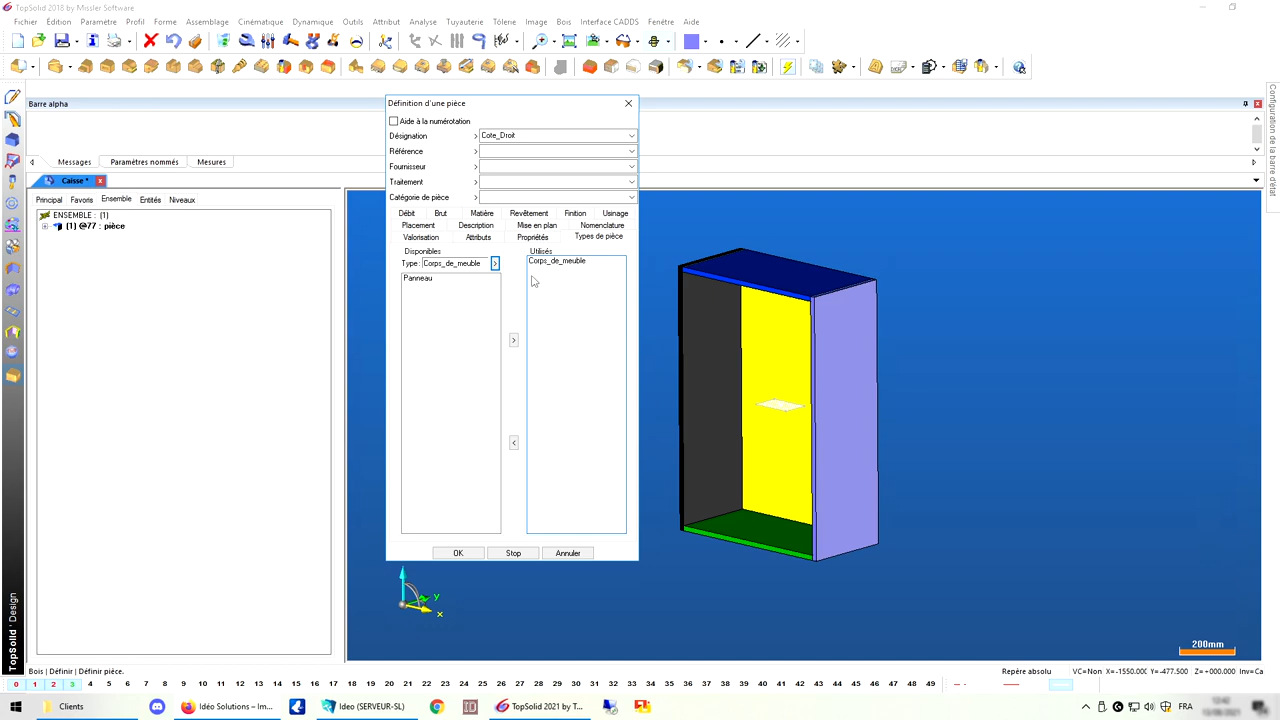 TopSolid 2018 by Missler Software
Fichier Édition Paramètre Profil Forme Assemblage Cinématique Dynamique Outils Attribut Analyse Tuyauterie Tôlerie Image Bois Interface CADDS Fenêtre Aide
Barre alpha
Messages Paramètres nommés Mesures
Caisse *
Principal Favoris Ensemble Entités Niveaux
ENSEMBLE : (1)
(1) @77 : pièce
Définition d'une pièce
Aide à la numérotation
Désignation > Cote_Droit
Référence >
Fournisseur >
Traitement >
Catégorie de pièce >
Débit Brut Matière Revêtement Finition Usinage
Placement Description Mise en plan Nomenclature
Valorisation Attributs Propriétés Types de pièce
Disponibles Utilisés
Type : Corps_de_meuble > Corps_de_meuble
Panneau
>
<
OK Stop Annuler
x
y
200mm
Configuration de la barre d'état
TopSolid ' Design
Bois | Définir | Définir pièce. Repère absolu VC=Non X=-1550.000 Y=-477.500 Z=+000.000 Inv=Ca
0 1 2 3 4 5 6 7 8 9 10 11 12 13 14 15 16 17 18 19 20 21 22 23 24 25 26 27 28 29 30 31 32 33 34 35 36 37 38 39 40 41 42 43 44 45 46 47 48 49
Clients Idéo Solutions – Im... Ideo (SERVEUR-SL) TopSolid 2021 by T... FRA